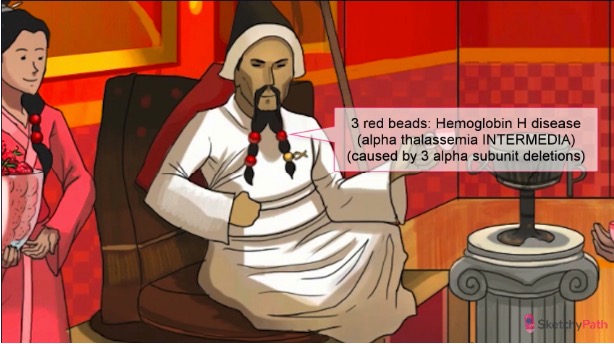 3 red beads: Hemoglobin H disease
(alpha thalassemia INTERMEDIA)
(caused by 3 alpha subunit deletions)
SketchyPath